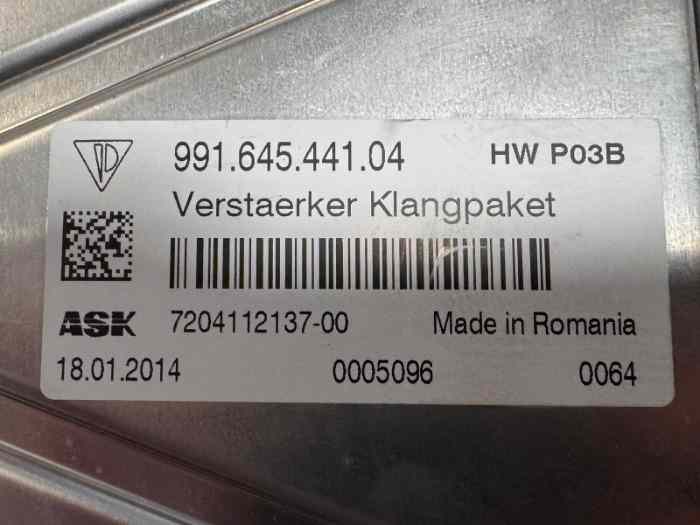 991.645.441.04 HW P03B
Verstaerker Klangpaket
ASK 7204112137-00 Made in Romania
18.01.2014 0005096 0064